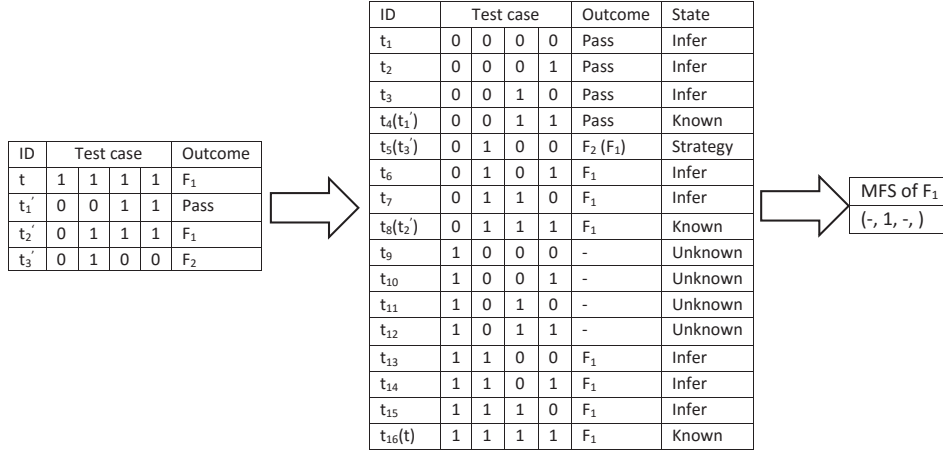 ID Test case Outcome
t 1 1 1 1 F₁
t₁′ 0 0 1 1 Pass
t₂′ 0 1 1 1 F₁
t₃′ 0 1 0 0 F₂
ID Test case Outcome State
t₁ 0 0 0 0 Pass Infer
t₂ 0 0 0 1 Pass Infer
t₃ 0 0 1 0 Pass Infer
t₄(t₁′) 0 0 1 1 Pass Known
t₅(t₃′) 0 1 0 0 F₂ (F₁) Strategy
t₆ 0 1 0 1 F₁ Infer
t₇ 0 1 1 0 F₁ Infer
t₈(t₂′) 0 1 1 1 F₁ Known
t₉ 1 0 0 0 - Unknown
t₁₀ 1 0 0 1 - Unknown
t₁₁ 1 0 1 0 - Unknown
t₁₂ 1 0 1 1 - Unknown
t₁₃ 1 1 0 0 F₁ Infer
t₁₄ 1 1 0 1 F₁ Infer
t₁₅ 1 1 1 0 F₁ Infer
t₁₆(t) 1 1 1 1 F₁ Known
MFS of F₁
(-, 1, -, )